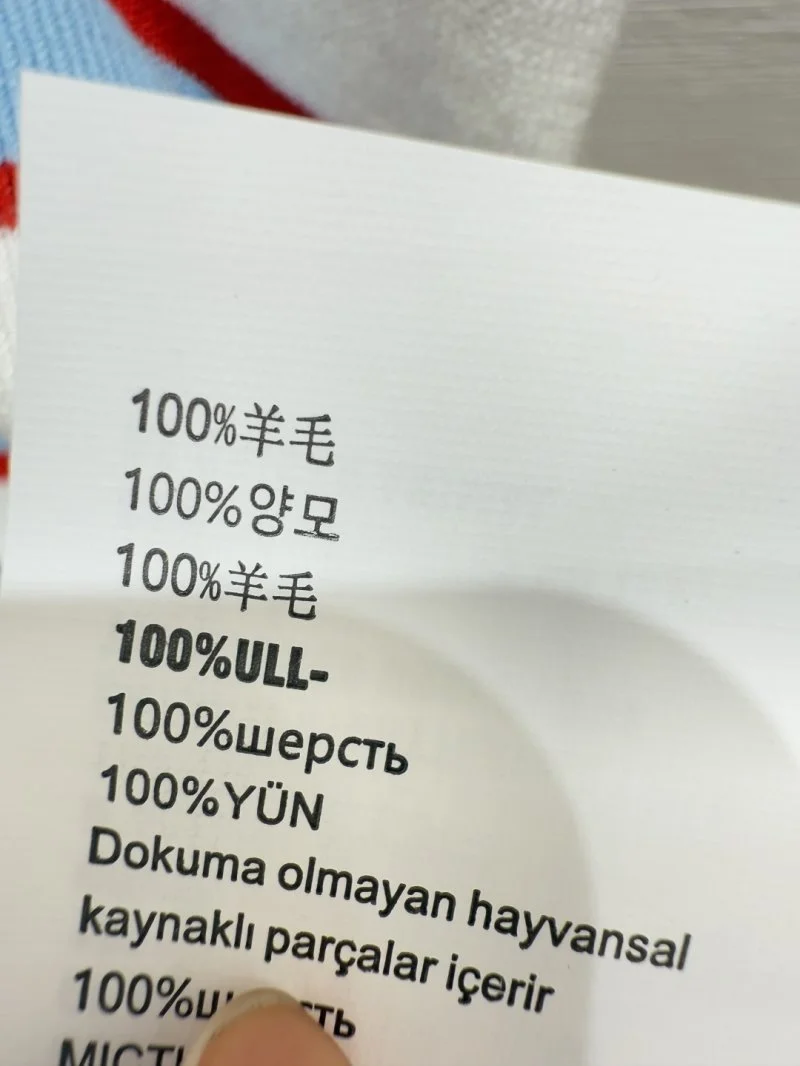 100%羊毛
100%양모
100%羊毛
100%ULL-
100%шерсть
100%YÜN
Dokuma olmayan hayvansal
kaynaklı parçalar içerir